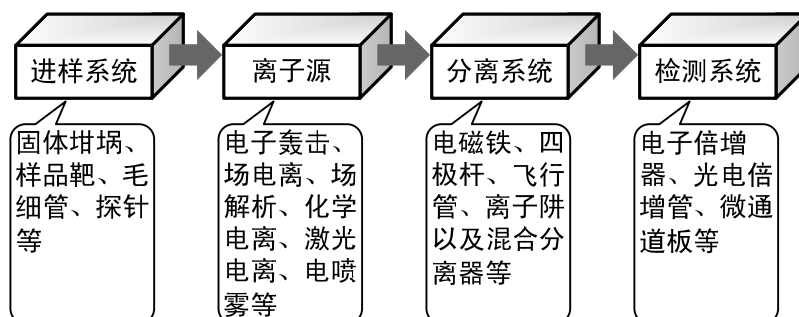 进样系统
离子源
分离系统
检测系统
固体坩埚、
样品靶、毛
细管、探针
等
电子轰击、
场电离、场
解析、化学
电离、激光
电离、电喷
雾等
电磁铁、四
极杆、飞行
管、离子阱
以及混合分
离器等
电子倍增
器、光电倍
增管、微通
道板等